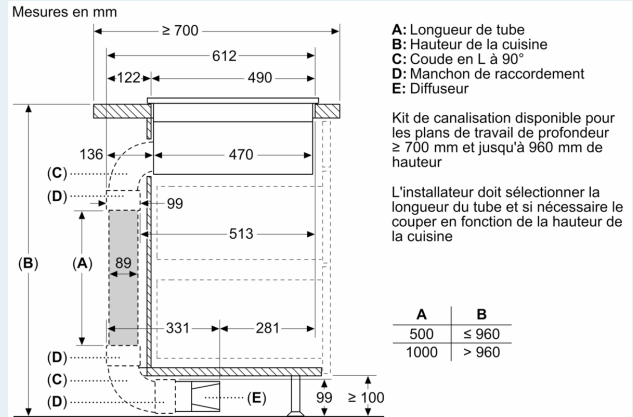 Mesures en mm
≥ 700
612
122
490
136
470
(C)
(D)
99
513
(B)
(A)
89
331
281
(D)
(C)
(D)
(E)
99
≥ 100
A: Longueur de tube
B: Hauteur de la cuisine
C: Coude en L à 90°
D: Manchon de raccordement
E: Diffuseur
Kit de canalisation disponible pour
les plans de travail de profondeur
≥ 700 mm et jusqu'à 960 mm de
hauteur
L'installateur doit sélectionner la
longueur du tube et si nécessaire le
couper en fonction de la hauteur de
la cuisine
A B
500 ≤ 960
1000 > 960